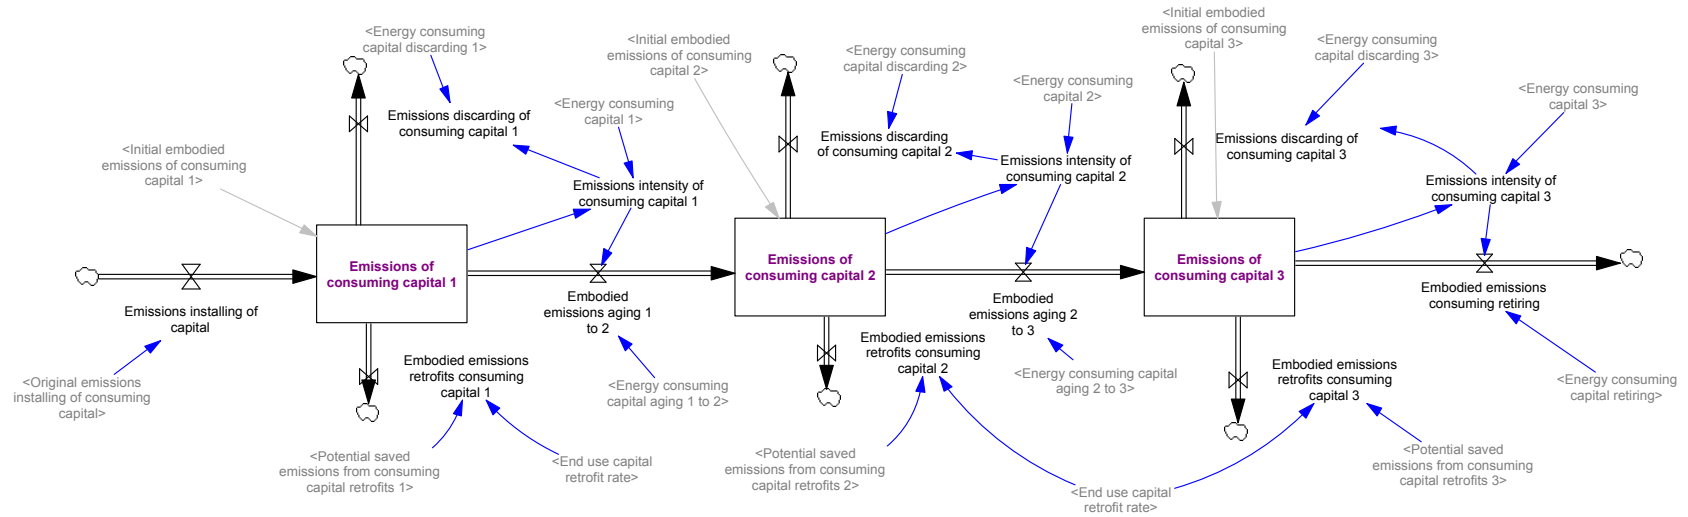 <Energy consuming
capital discarding 1>
<Initial embodied
emissions of consuming
capital 2>
<Energy consuming
capital discarding 2>
<Initial embodied
emissions of consuming
capital 3>
<Energy consuming
capital discarding 3>
<Energy consuming
capital 1>
<Energy consuming
capital 2>
<Energy consuming
capital 3>
Emissions discarding of
consuming capital 1
Emissions discarding
of consuming capital 2
Emissions discarding of
consuming capital 3
<Initial embodied
emissions of consuming
capital 1>
Emissions intensity of
consuming capital 1
Emissions intensity of
consuming capital 2
Emissions intensity of
consuming capital 3
Emissions of
consuming capital 1
Emissions of
consuming capital 2
Emissions of
consuming capital 3
Emissions installing of
capital
Embodied
emissions aging 1
to 2
Embodied
emissions aging 2
to 3
Embodied emissions
consuming retiring
<Original emissions
installing of consuming
capital>
Embodied emissions
retrofits consuming
capital 1
<Energy consuming
capital aging 1 to 2>
Embodied emissions
retrofits consuming
capital 2
<Energy consuming capital
aging 2 to 3>
Embodied emissions
retrofits consuming
capital 3
<Energy consuming
capital retiring>
<Potential saved
emissions from consuming
capital retrofits 1>
<End use capital
retrofit rate>
<Potential saved
emissions from consuming
capital retrofits 2>
<End use capital
retrofit rate>
<Potential saved
emissions from consuming
capital retrofits 3>